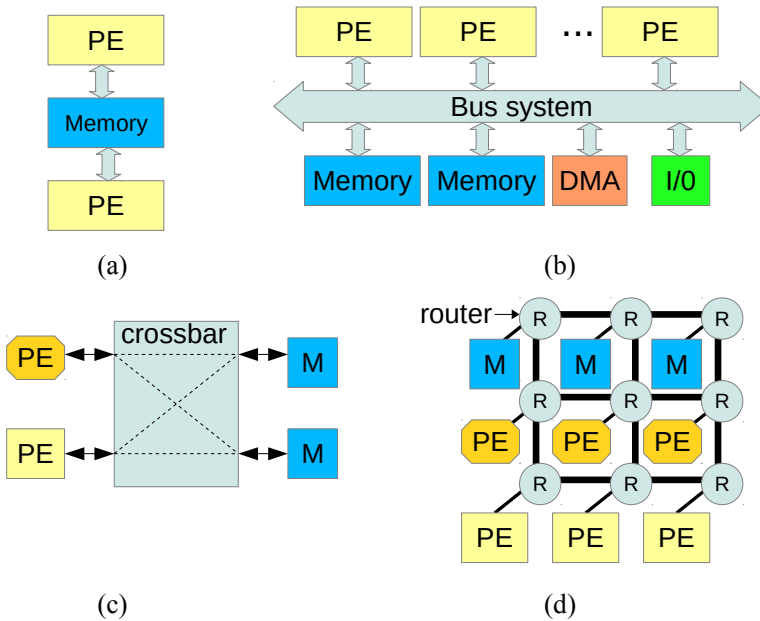 PE
Memory
PE
(a)
PE PE ... PE
Bus system
Memory Memory DMA I/0
(b)
PE
crossbar
M
PE
M
(c)
router
R R R
M M M
R R R
PE PE PE
R R R
PE PE PE
(d)